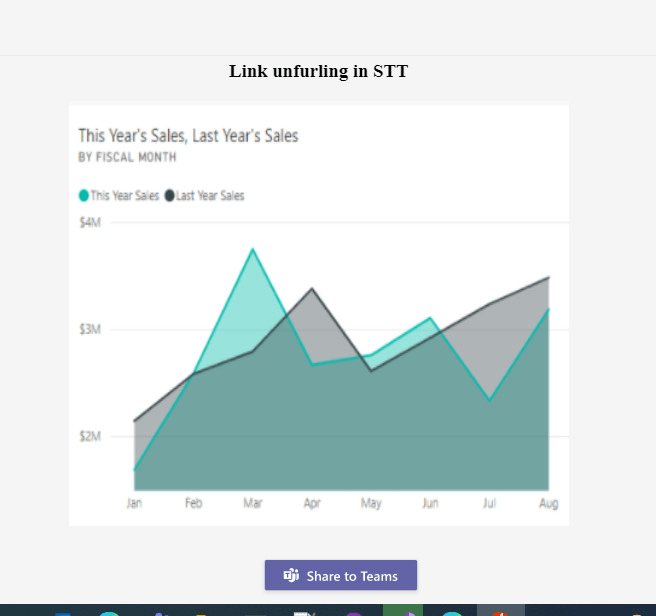 Link unfurling in STT
This Year's Sales, Last Year's Sales
BY FISCAL MONTH
This Year Sales Last Year Sales
$4M
$3M
$2M
Jan Feb Mar Apr May Jun Jul Aug
Share to Teams